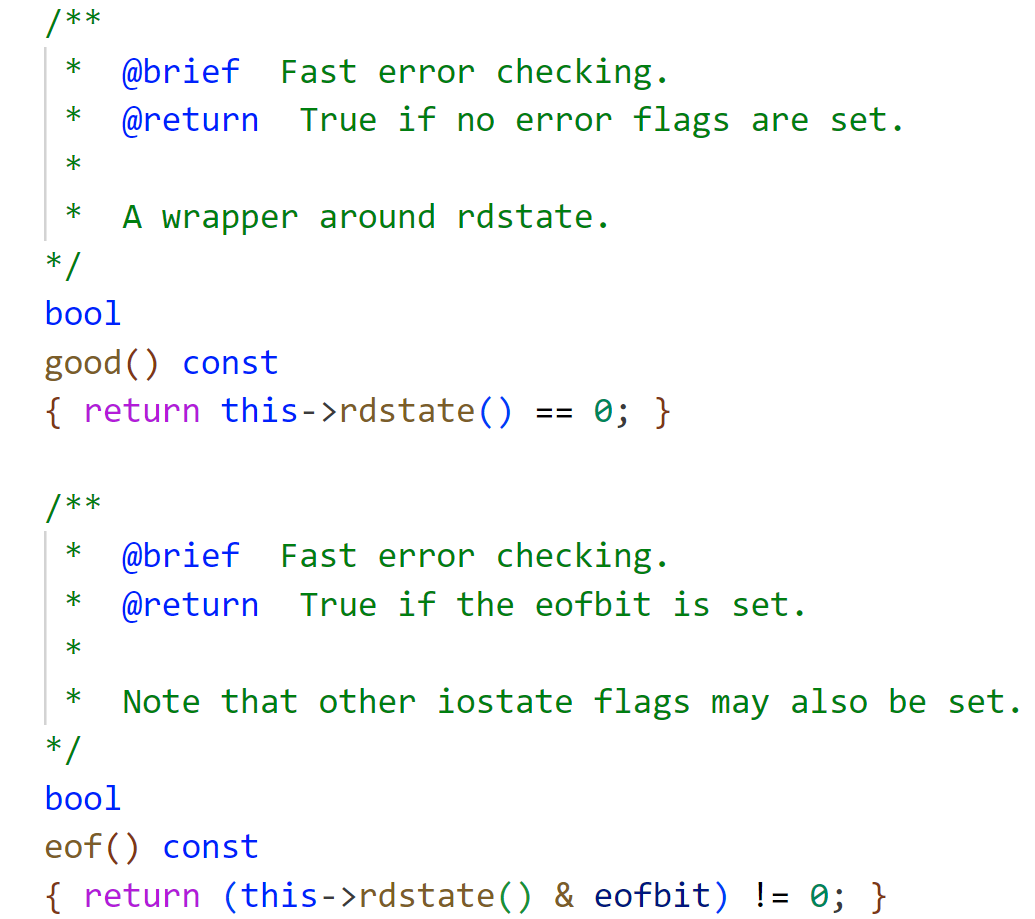 /**
 *  @brief  Fast error checking.
 *  @return  True if no error flags are set.
 *
 *  A wrapper around rdstate.
*/
bool
good() const
{ return this->rdstate() == 0; }

/**
 *  @brief  Fast error checking.
 *  @return  True if the eofbit is set.
 *
 *  Note that other iostate flags may also be set.
*/
bool
eof() const
{ return (this->rdstate() & eofbit) != 0; }